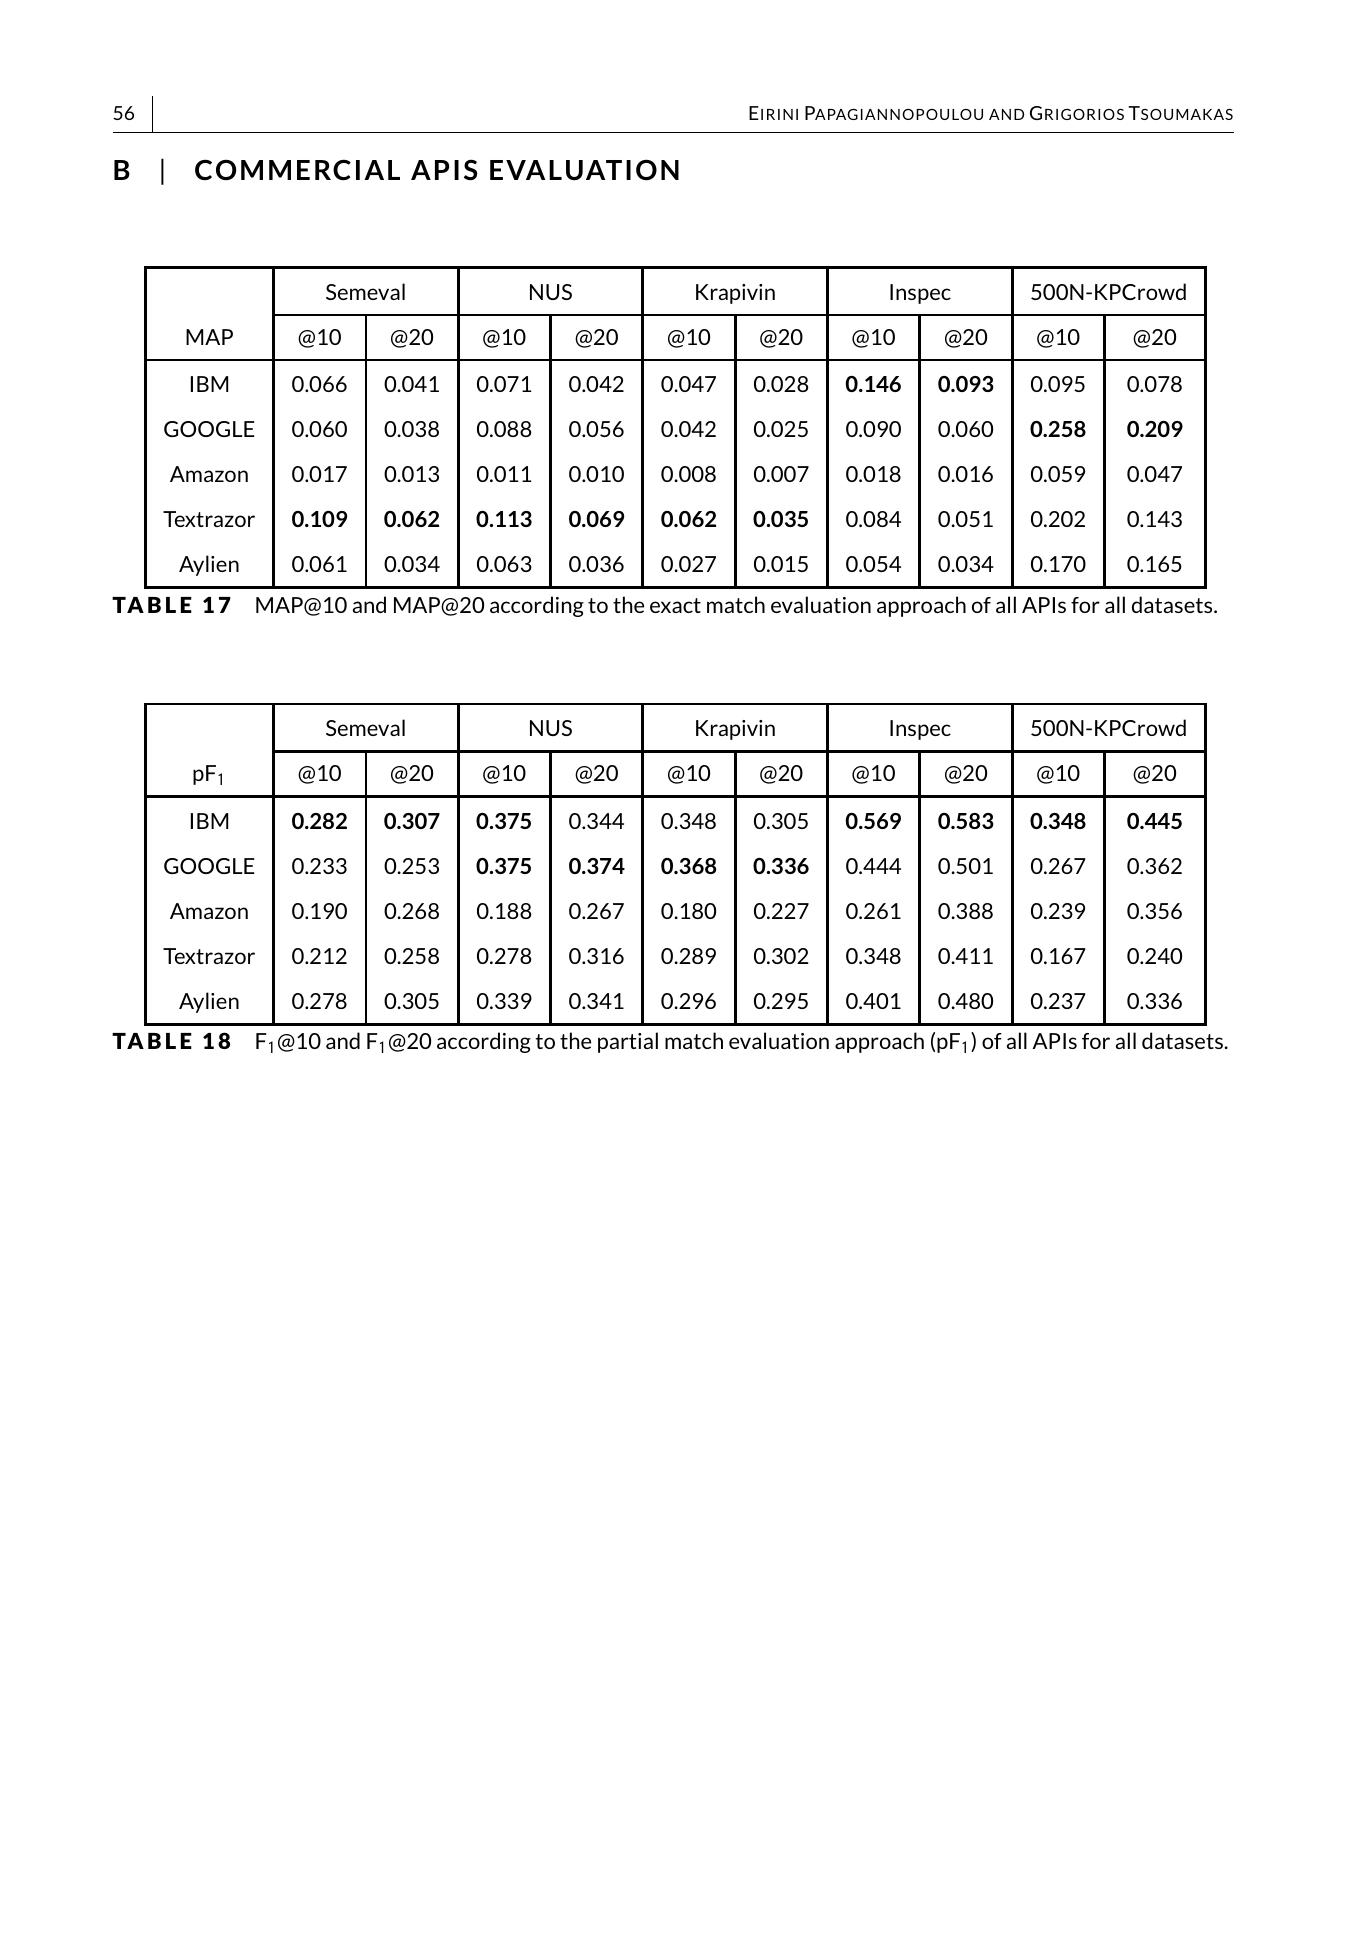 56 EIRINI PAPAGIANNOPOULOU AND GRIGORIOS TSOUMAKAS
B | COMMERCIAL APIS EVALUATION
Semeval NUS Krapivin Inspec 500N-KPCrowd
MAP @10 @20 @10 @20 @10 @20 @10 @20 @10 @20
IBM 0.066 0.041 0.071 0.042 0.047 0.028 0.146 0.093 0.095 0.078
GOOGLE 0.060 0.038 0.088 0.056 0.042 0.025 0.090 0.060 0.258 0.209
Amazon 0.017 0.013 0.011 0.010 0.008 0.007 0.018 0.016 0.059 0.047
Textrazor 0.109 0.062 0.113 0.069 0.062 0.035 0.084 0.051 0.202 0.143
Aylien 0.061 0.034 0.063 0.036 0.027 0.015 0.054 0.034 0.170 0.165
TABLE 17 MAP@10 and MAP@20 according to the exact match evaluation approach of all APIs for all datasets.
Semeval NUS Krapivin Inspec 500N-KPCrowd
pF₁ @10 @20 @10 @20 @10 @20 @10 @20 @10 @20
IBM 0.282 0.307 0.375 0.344 0.348 0.305 0.569 0.583 0.348 0.445
GOOGLE 0.233 0.253 0.375 0.374 0.368 0.336 0.444 0.501 0.267 0.362
Amazon 0.190 0.268 0.188 0.267 0.180 0.227 0.261 0.388 0.239 0.356
Textrazor 0.212 0.258 0.278 0.316 0.289 0.302 0.348 0.411 0.167 0.240
Aylien 0.278 0.305 0.339 0.341 0.296 0.295 0.401 0.480 0.237 0.336
TABLE 18 F₁@10 and F₁@20 according to the partial match evaluation approach (pF₁) of all APIs for all datasets.